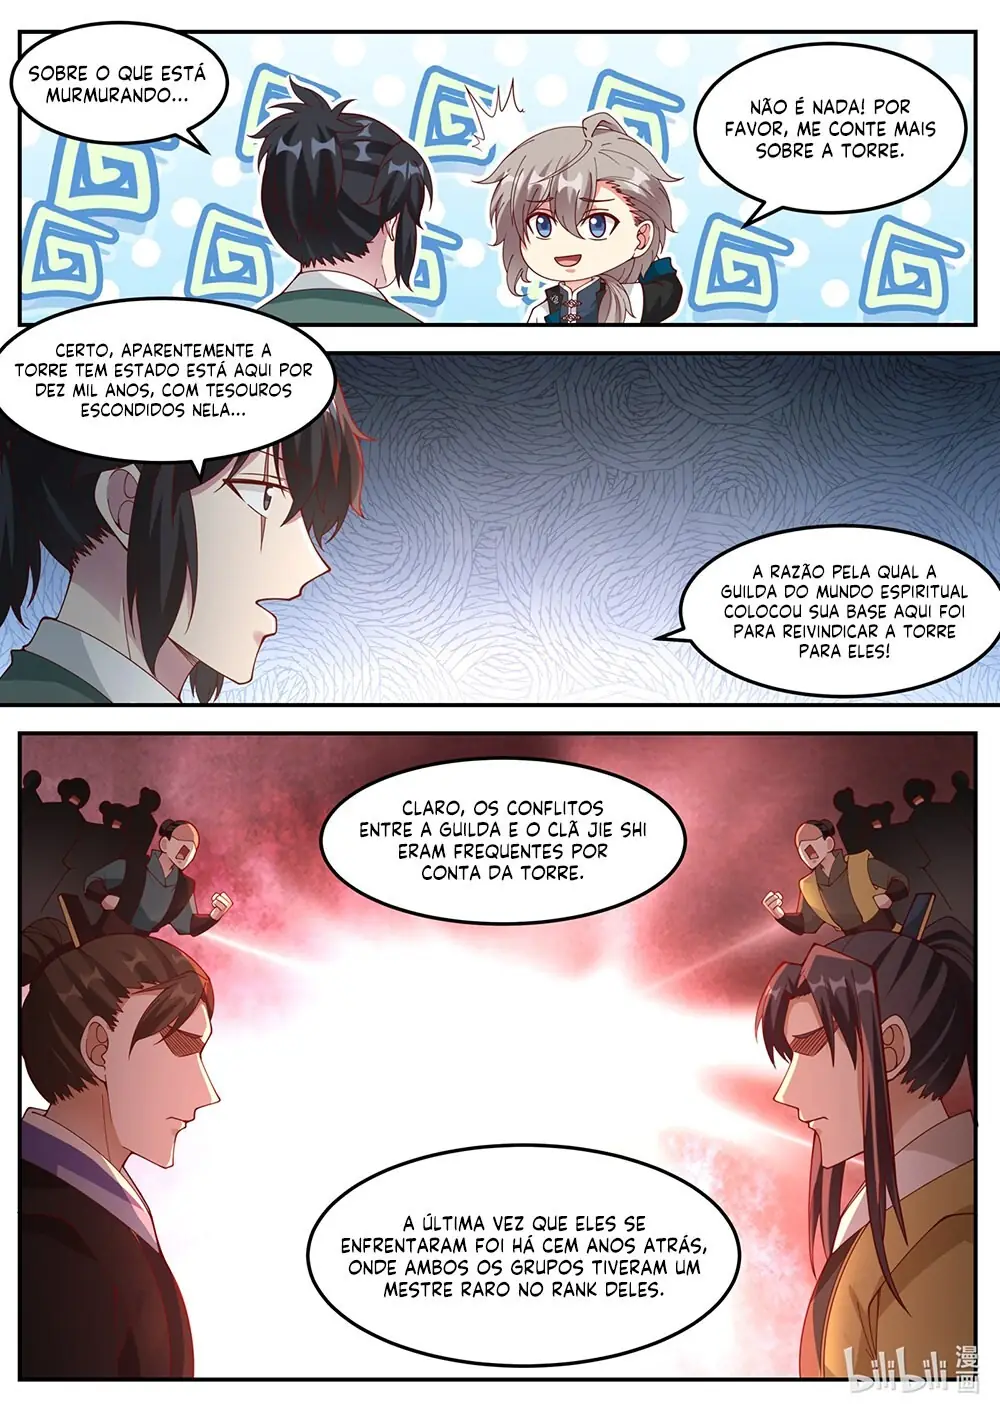 SOBRE O QUE ESTÁ
MURMURANDO...
NÃO É NADA! POR
FAVOR, ME CONTE MAIS
SOBRE A TORRE.
CERTO, APARENTEMENTE A
TORRE TEM ESTADO ESTÁ AQUI POR
DEZ MIL ANOS, COM TESOUROS
ESCONDIDOS NELA...
A RAZÃO PELA QUAL A
GUILDA DO MUNDO ESPIRITUAL
COLOCOU SUA BASE AQUI FOI
PARA REIVINDICAR A TORRE
PARA ELES!
CLARO, OS CONFLITOS
ENTRE A GUILDA E O CLÃ JIE SHI
ERAM FREQUENTES POR
CONTA DA TORRE.
A ÚLTIMA VEZ QUE ELES SE
ENFRENTARAM FOI HÁ CEM ANOS ATRÁS,
ONDE AMBOS OS GRUPOS TIVERAM UM
MESTRE RARO NO RANK DELES.
bilibili 漫画